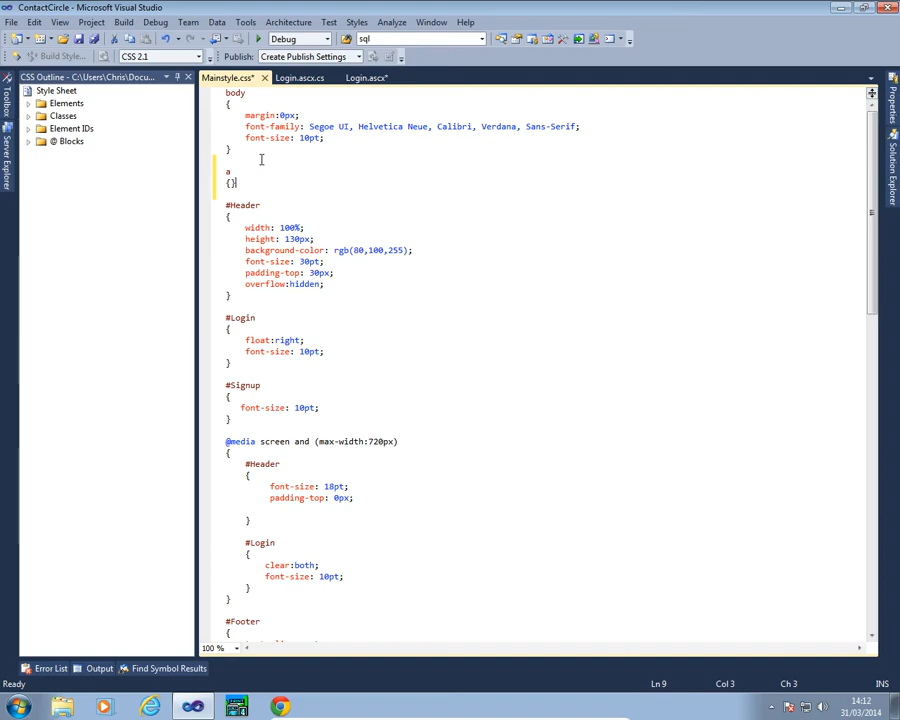 ContactCircle - Microsoft Visual Studio
File Edit View Project Build Debug Team Data Tools Architecture Test Styles Analyze Window Help
Debug sql
Build Style... CSS 2.1 Publish: Create Publish Settings
CSS Outline - C:\Users\Chris\Docu... Mainstyle.css* Login.ascx.cs Login.ascx*
Toolbox
Server Explorer
Style Sheet
Elements
Classes
Element IDs
@ Blocks
body
{
margin:0px;
font-family: Segoe UI, Helvetica Neue, Calibri, Verdana, Sans-Serif;
font-size: 10pt;
}
a
{}
#Header
{
width: 100%;
height: 130px;
background-color: rgb(80,100,255);
font-size: 30pt;
padding-top: 30px;
overflow:hidden;
}
#Login
{
float:right;
font-size: 10pt;
}
#Signup
{
font-size: 10pt;
}
@media screen and (max-width:720px)
{
#Header
{
font-size: 18pt;
padding-top: 0px;
}
#Login
{
clear:both;
font-size: 10pt;
}
}
#Footer
{
Properties
Solution Explorer
100 %
Error List Output Find Symbol Results
Ready Ln 9 Col 3 Ch 3 INS
14:12
31/03/2014